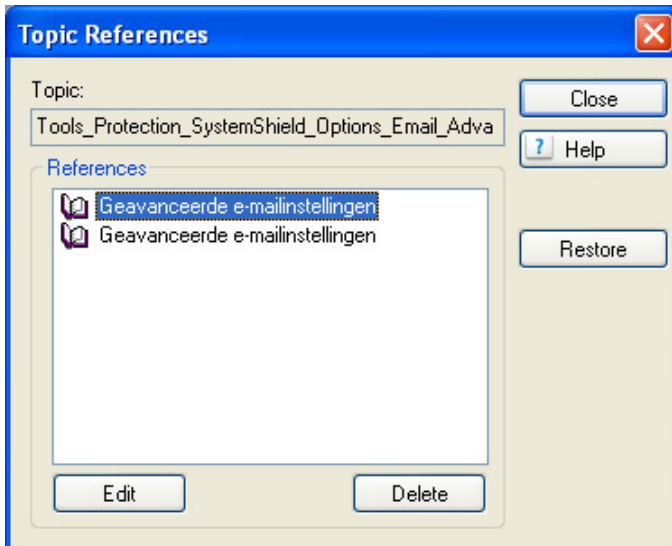 Topic References
Topic:
Tools_Protection_SystemShield_Options_Email_Adva
References
Geavanceerde e-mailinstellingen
Geavanceerde e-mailinstellingen
Edit
Delete
Close
? Help
Restore